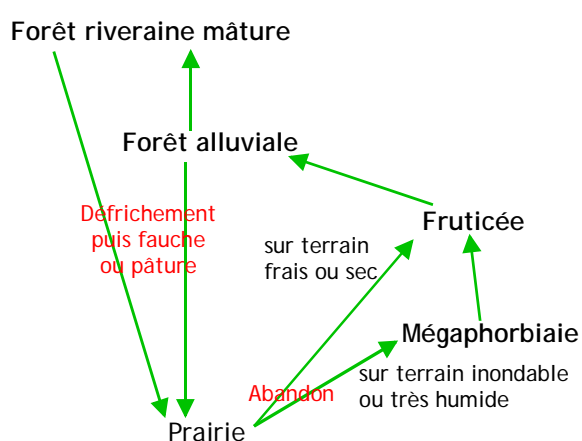 Forêt riveraine mâture
Forêt alluviale
Défrichement
puis fauche
ou pâture
sur terrain
frais ou sec
Fruticée
Mégaphorbiaie
sur terrain inondable
ou très humide
Abandon
Prairie